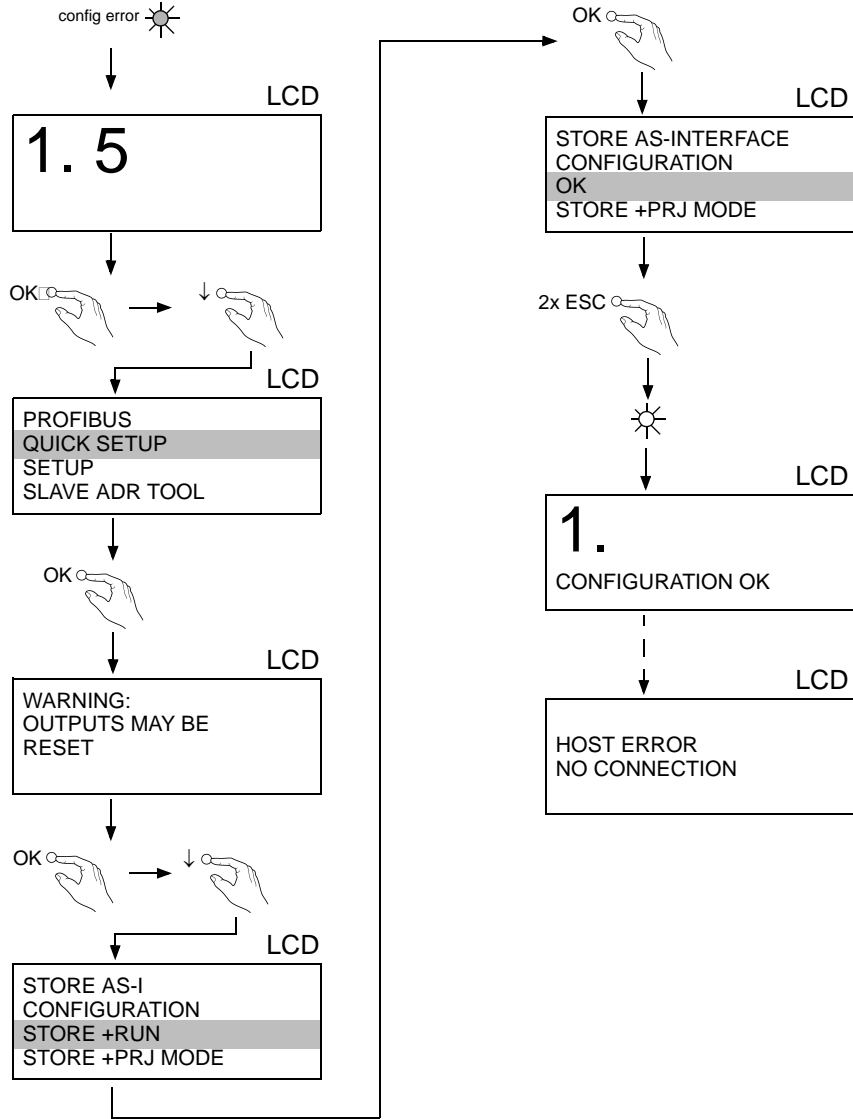 config error
LCD
1. 5
OK
↓
LCD
PROFIBUS
QUICK SETUP
SETUP
SLAVE ADR TOOL
OK
LCD
WARNING:
OUTPUTS MAY BE
RESET
OK
↓
LCD
STORE AS-I
CONFIGURATION
STORE +RUN
STORE +PRJ MODE
OK
LCD
STORE AS-INTERFACE
CONFIGURATION
OK
STORE +PRJ MODE
2x ESC
LCD
1.
CONFIGURATION OK
LCD
HOST ERROR
NO CONNECTION